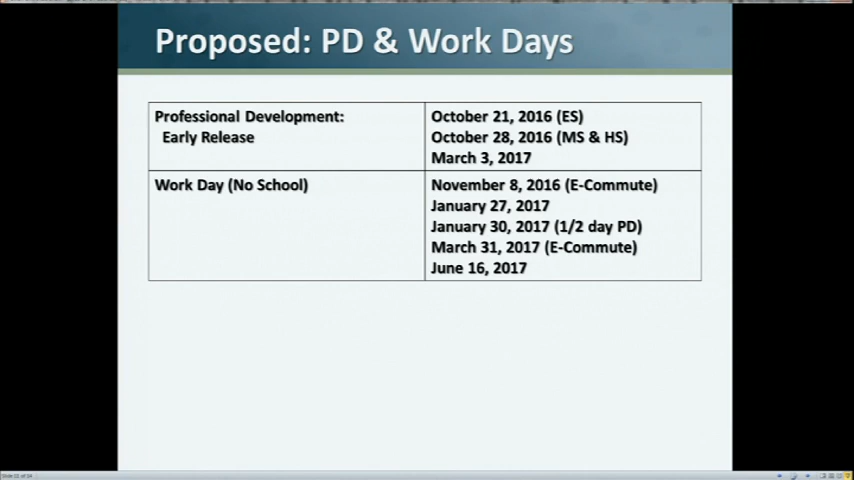 Proposed: PD & Work Days
Professional Development:
Early Release
October 21, 2016 (ES)
October 28, 2016 (MS & HS)
March 3, 2017
Work Day (No School)
November 8, 2016 (E-Commute)
January 27, 2017
January 30, 2017 (1/2 day PD)
March 31, 2017 (E-Commute)
June 16, 2017